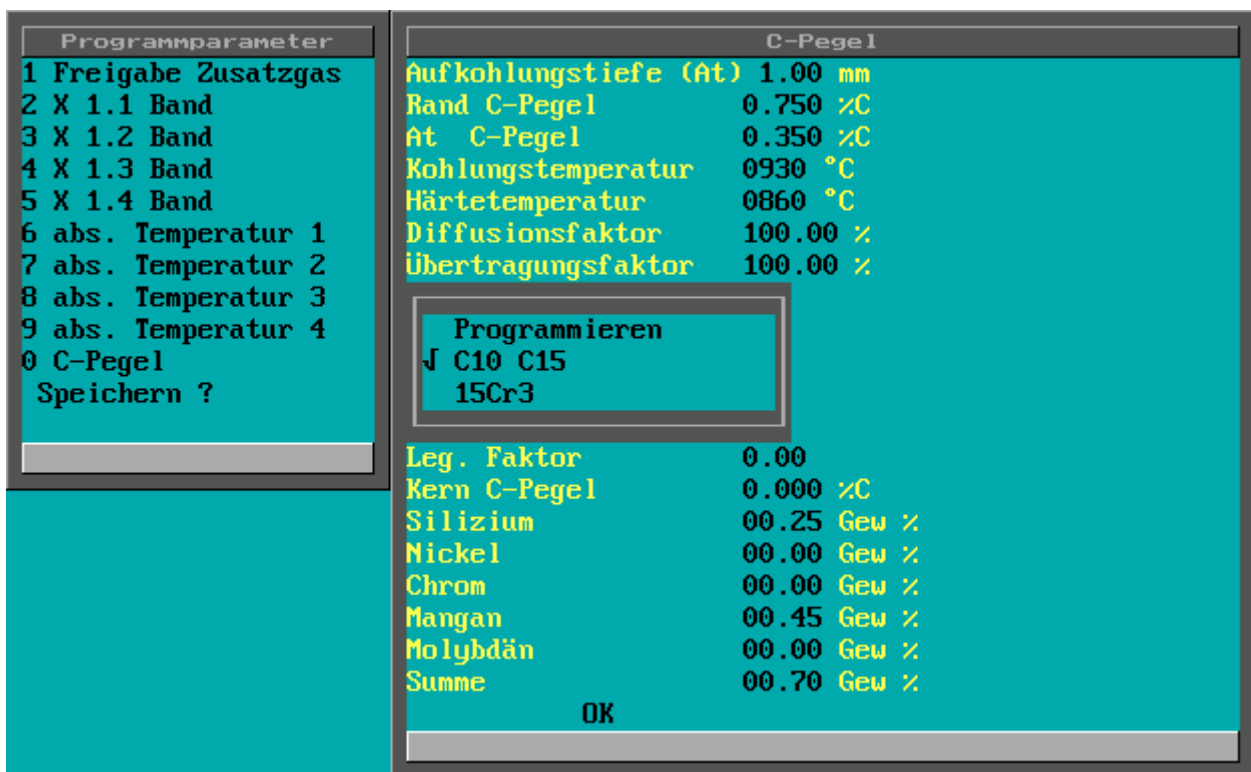 Programmparameter
1 Freigabe Zusatzgas
2 X 1.1 Band
3 X 1.2 Band
4 X 1.3 Band
5 X 1.4 Band
6 abs. Temperatur 1
7 abs. Temperatur 2
8 abs. Temperatur 3
9 abs. Temperatur 4
0 C-Pegel
Speichern ?
C-Pegel
Aufkohlungstiefe (At) 1.00 mm
Rand C-Pegel 0.750 %C
At C-Pegel 0.350 %C
Kohlungstemperatur 0930 °C
Härtetemperatur 0860 °C
Diffusionsfaktor 100.00 %
Übertragungsfaktor 100.00 %
Programmieren
√ C10 C15
15Cr3
Leg. Faktor 0.00
Kern C-Pegel 0.000 %C
Silizium 00.25 Gew %
Nickel 00.00 Gew %
Chrom 00.00 Gew %
Mangan 00.45 Gew %
Molybdän 00.00 Gew %
Summe 00.70 Gew %
OK